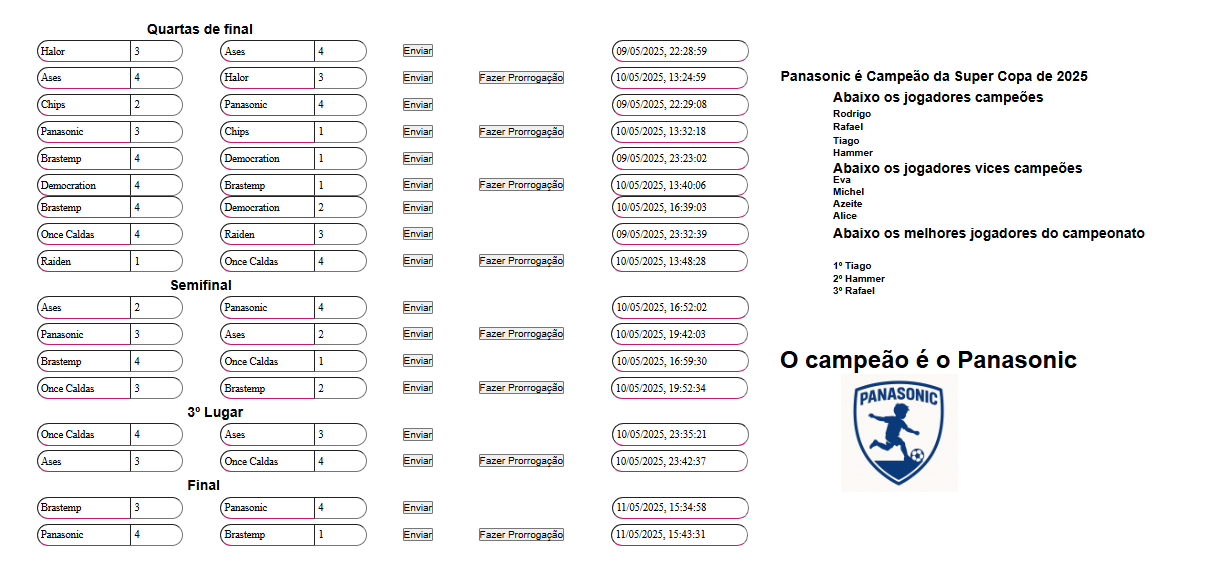 Quartas de final
Halor 3 Ases 4 Enviar 09/05/2025, 22:28:59
Ases 4 Halor 3 Enviar Fazer Prorrogação 10/05/2025, 13:24:59
Chips 2 Panasonic 4 Enviar 09/05/2025, 22:29:08
Panasonic 3 Chips 1 Enviar Fazer Prorrogação 10/05/2025, 13:32:18
Brastemp 4 Democration 1 Enviar 09/05/2025, 23:23:02
Democration 4 Brastemp 1 Enviar Fazer Prorrogação 10/05/2025, 13:40:06
Brastemp 4 Democration 2 Enviar 10/05/2025, 16:39:03
Once Caldas 4 Raiden 3 Enviar 09/05/2025, 23:32:39
Raiden 1 Once Caldas 4 Enviar Fazer Prorrogação 10/05/2025, 13:48:28
Semifinal
Ases 2 Panasonic 4 Enviar 10/05/2025, 16:52:02
Panasonic 3 Ases 2 Enviar Fazer Prorrogação 10/05/2025, 19:42:03
Brastemp 4 Once Caldas 1 Enviar 10/05/2025, 16:59:30
Once Caldas 3 Brastemp 2 Enviar Fazer Prorrogação 10/05/2025, 19:52:34
3º Lugar
Once Caldas 4 Ases 3 Enviar 10/05/2025, 23:35:21
Ases 3 Once Caldas 4 Enviar Fazer Prorrogação 10/05/2025, 23:42:37
Final
Brastemp 3 Panasonic 4 Enviar 11/05/2025, 15:34:58
Panasonic 4 Brastemp 1 Enviar Fazer Prorrogação 11/05/2025, 15:43:31
Panasonic é Campeão da Super Copa de 2025
Abaixo os jogadores campeões
Rodrigo
Rafael
Tiago
Hammer
Abaixo os jogadores vices campeões
Eva
Michel
Azeite
Alice
Abaixo os melhores jogadores do campeonato
1º Tiago
2º Hammer
3º Rafael
O campeão é o Panasonic
PANASONIC